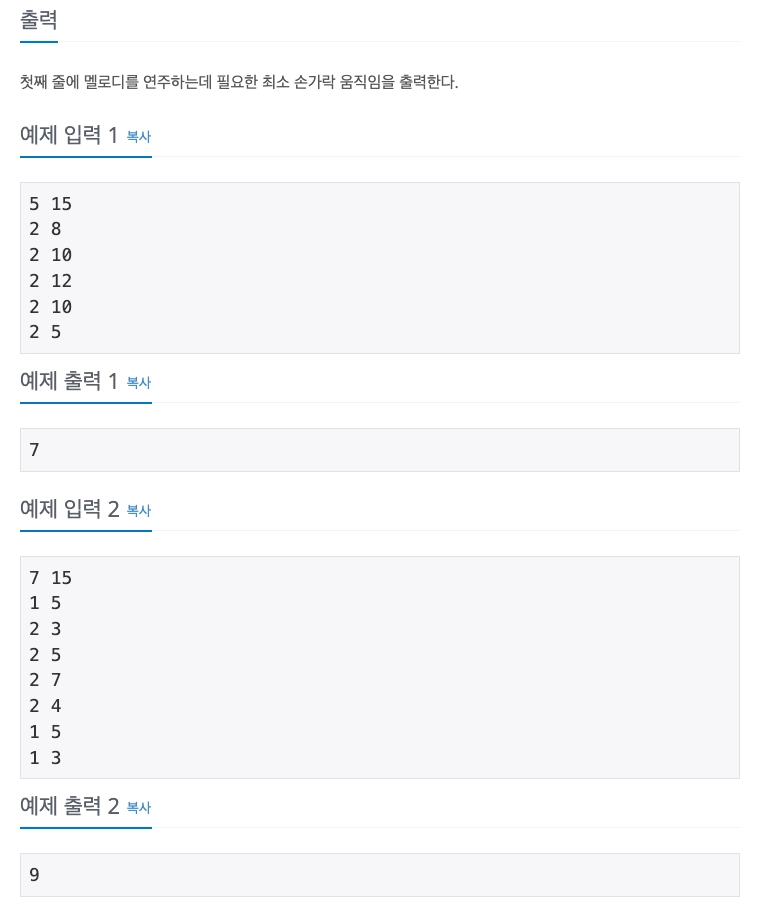 출력
첫째 줄에 멜로디를 연주하는데 필요한 최소 손가락 움직임을 출력한다.
예제 입력 1 복사
5 15
2 8
2 10
2 12
2 10
2 5
예제 출력 1 복사
7
예제 입력 2 복사
7 15
1 5
2 3
2 5
2 7
2 4
1 5
1 3
예제 출력 2 복사
9